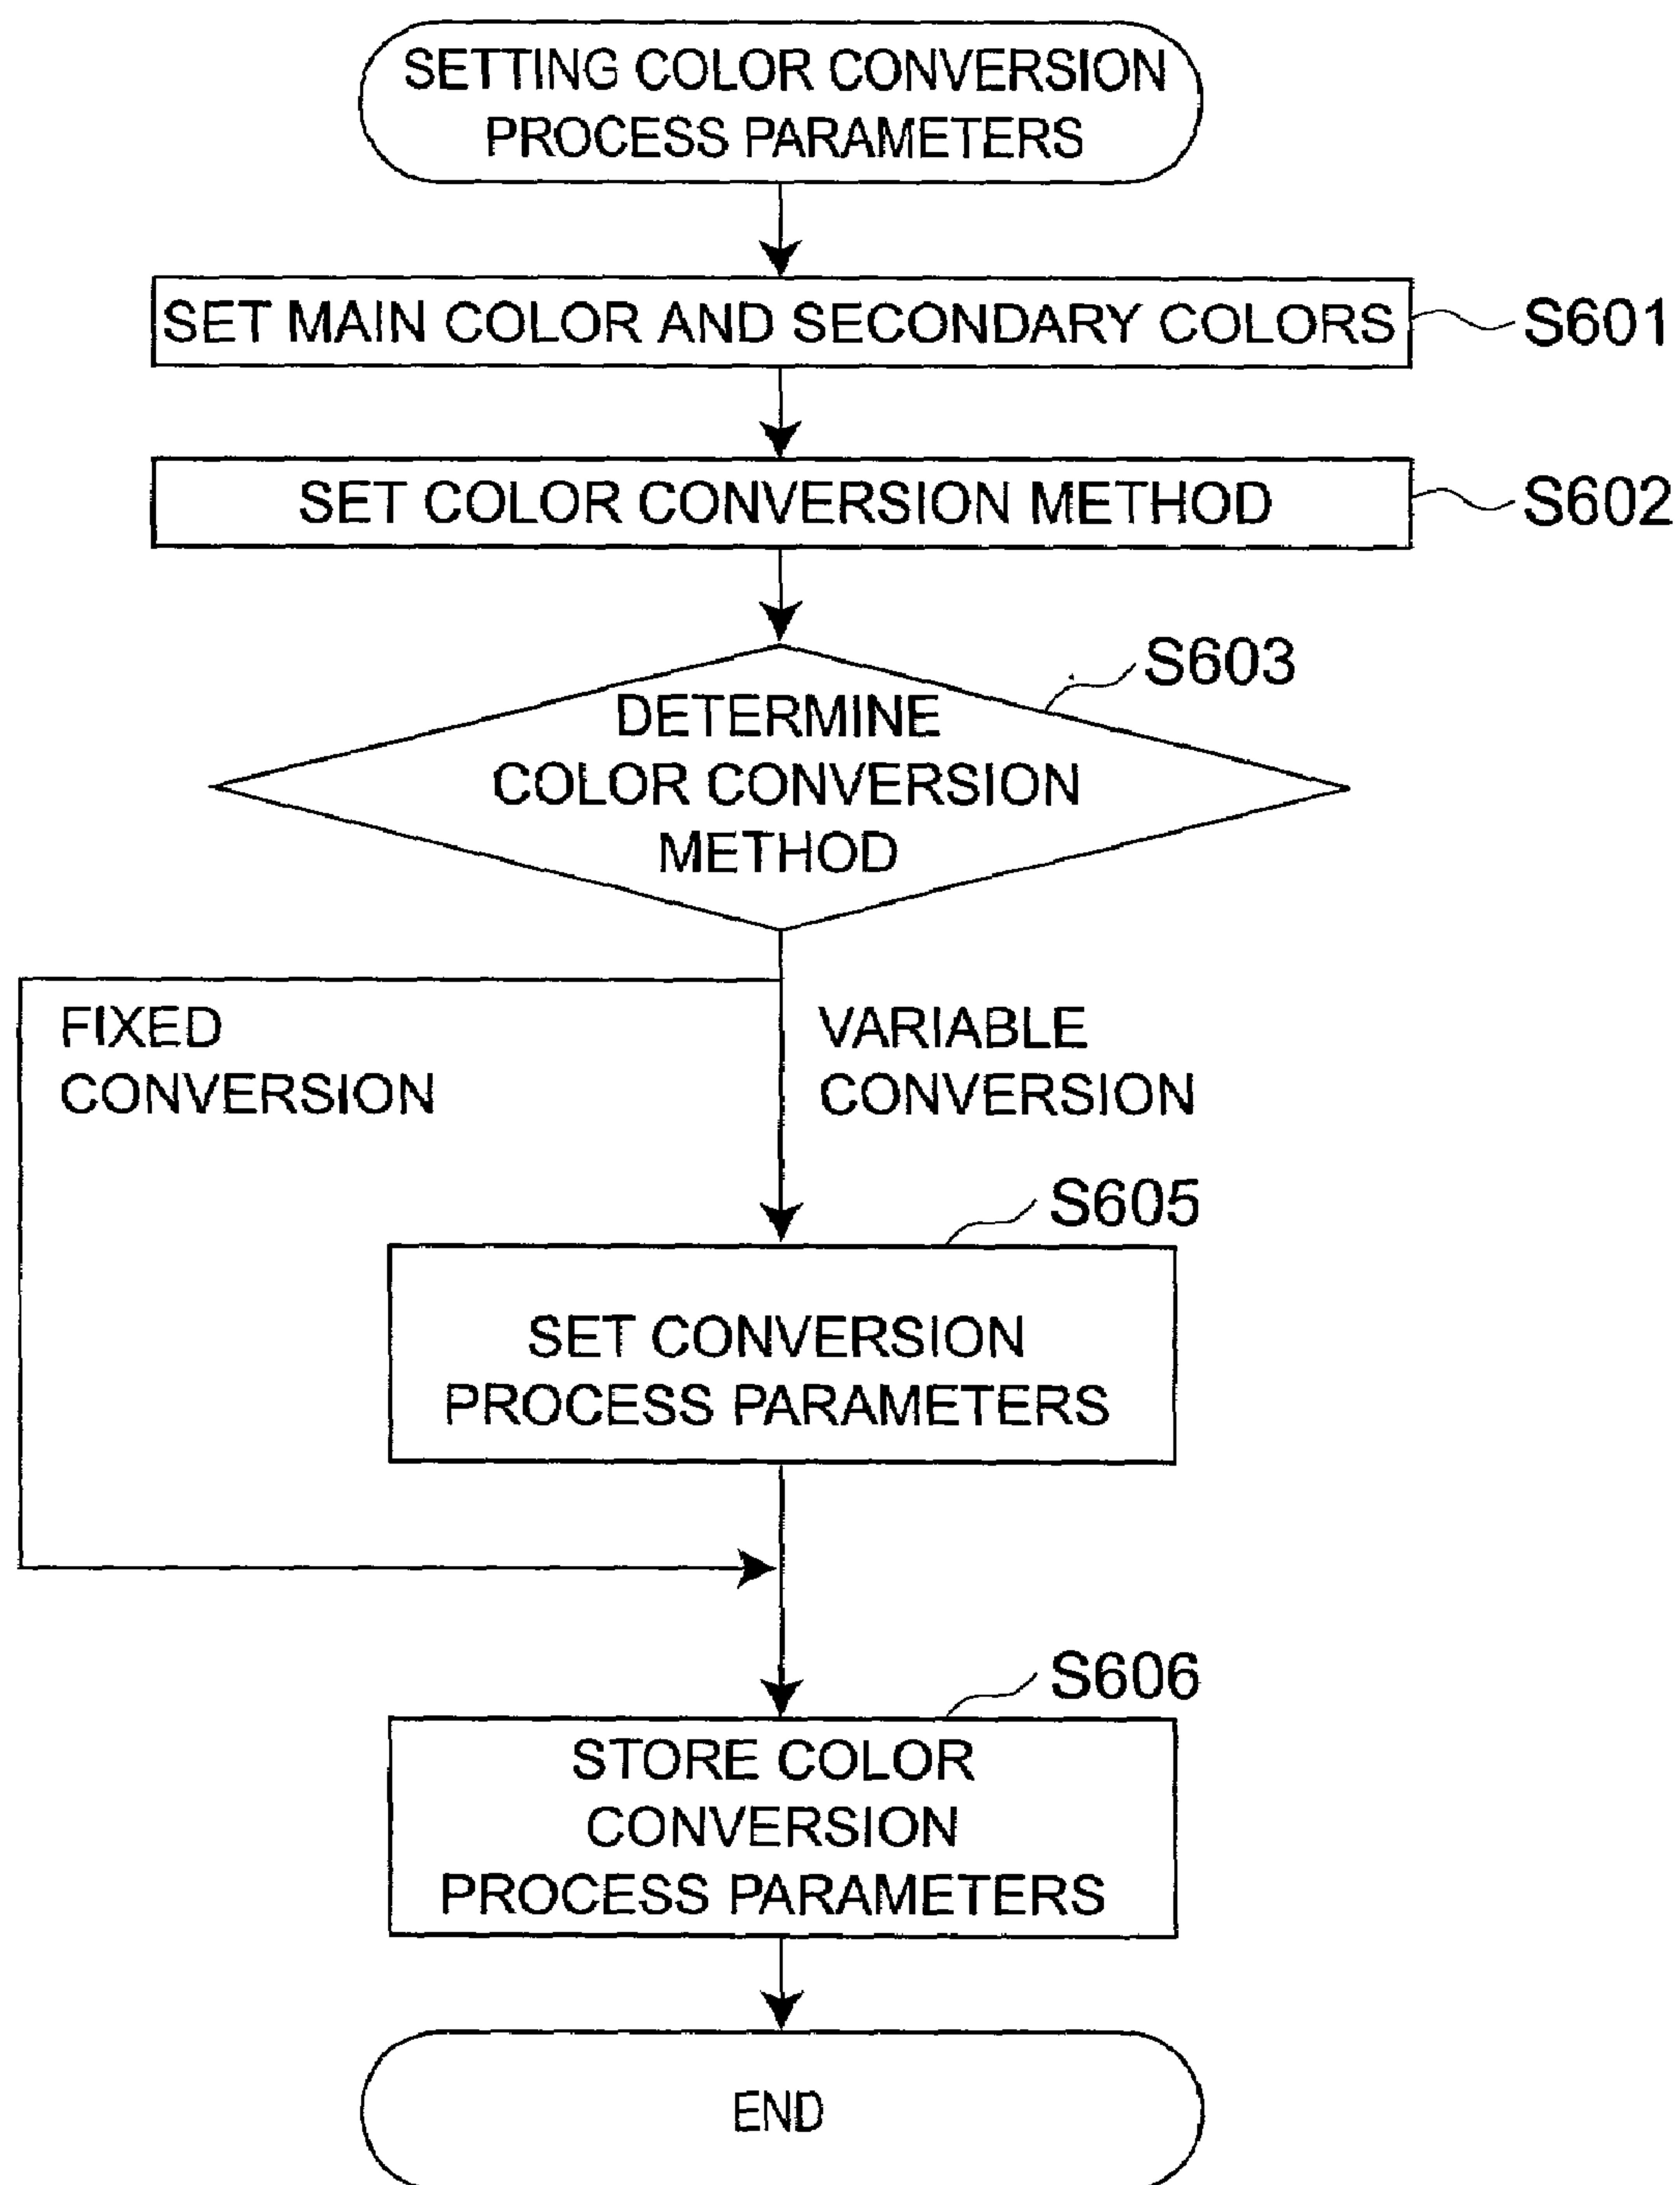 SETTING COLOR CONVERSION
PROCESS PARAMETERS
SET MAIN COLOR AND SECONDARY COLORS
S601
SET COLOR CONVERSION METHOD
S602
S603
DETERMINE
COLOR CONVERSION
METHOD
FIXED
CONVERSION
VARIABLE
CONVERSION
S605
SET CONVERSION
PROCESS PARAMETERS
S606
STORE COLOR
CONVERSION
PROCESS PARAMETERS
END